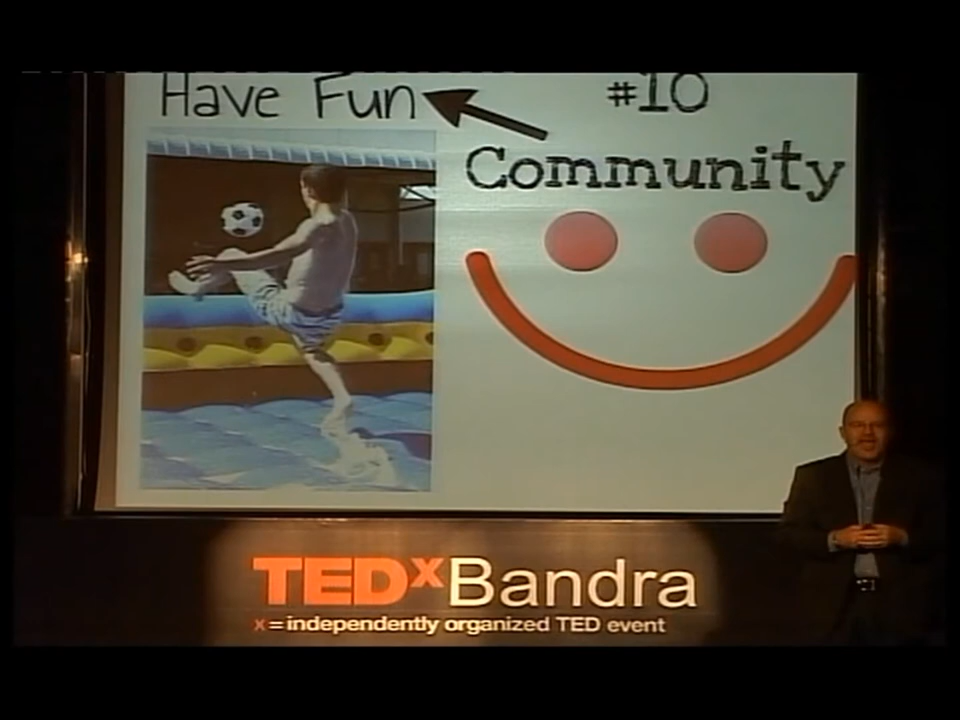 Have Fun
#10
Community
TEDxBandra
x = independently organized TED event